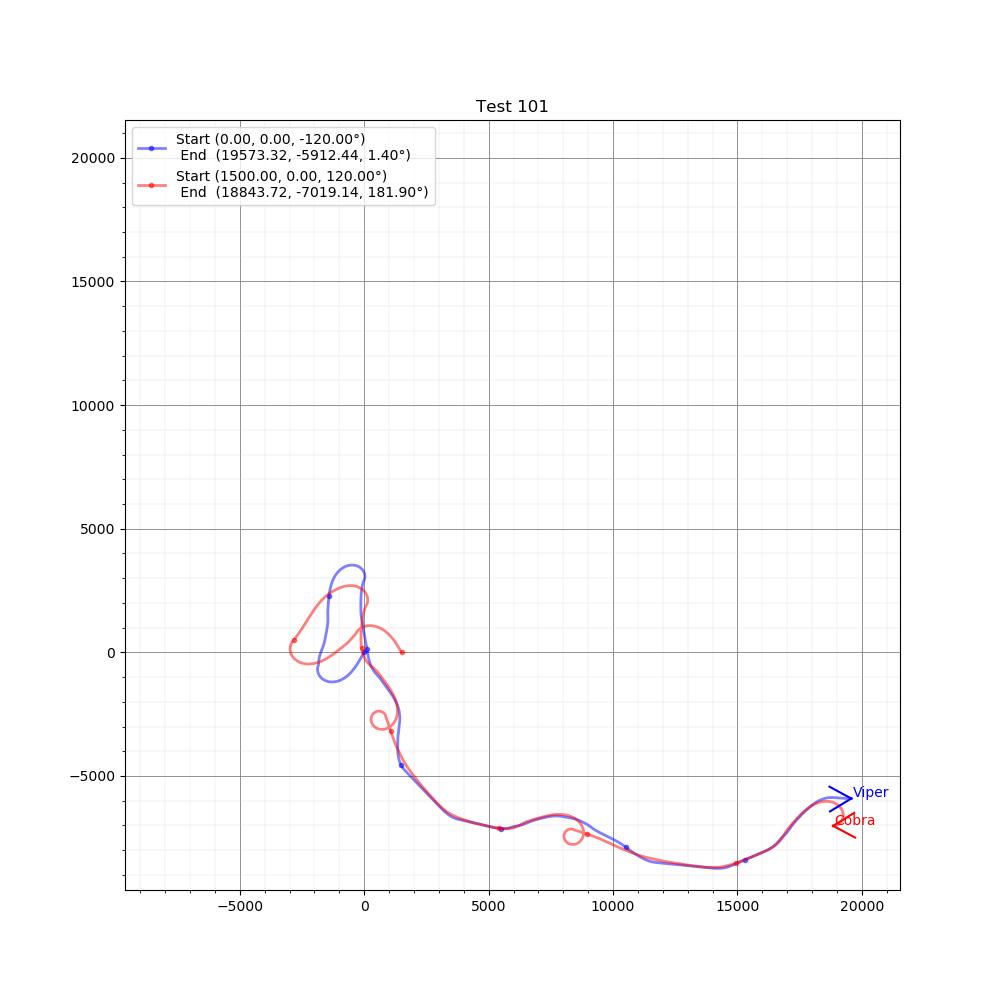 Test 101
Start (0.00, 0.00, -120.00°)
End  (19573.32, -5912.44, 1.40°)
Start (1500.00, 0.00, 120.00°)
End  (18843.72, -7019.14, 181.90°)
20000
15000
10000
5000
0
−5000
Viper
Cobra
−5000
0
5000
10000
15000
20000